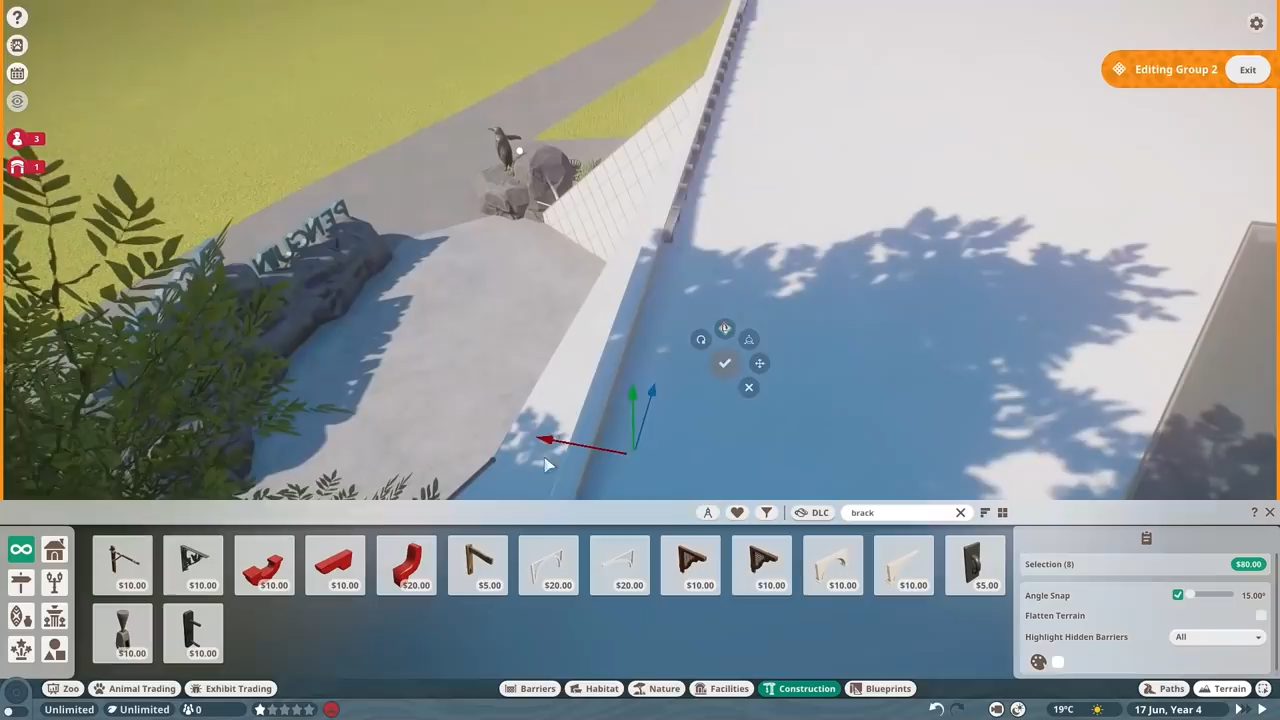 ?
Editing Group 2 Exit
3
1
PENGUIN
DLC brack ?
$10.00 $10.00 $10.00 $10.00 $20.00 $5.00 $20.00 $20.00 $10.00 $10.00 $10.00 $10.00 $5.00
$10.00 $10.00
Selection (8) $80.00
Angle Snap 15.00°
Flatten Terrain
Highlight Hidden Barriers All
Zoo Animal Trading Exhibit Trading Barriers Habitat Nature Facilities Construction Blueprints Paths Terrain
Unlimited Unlimited 0 19°C 17 Jun, Year 4